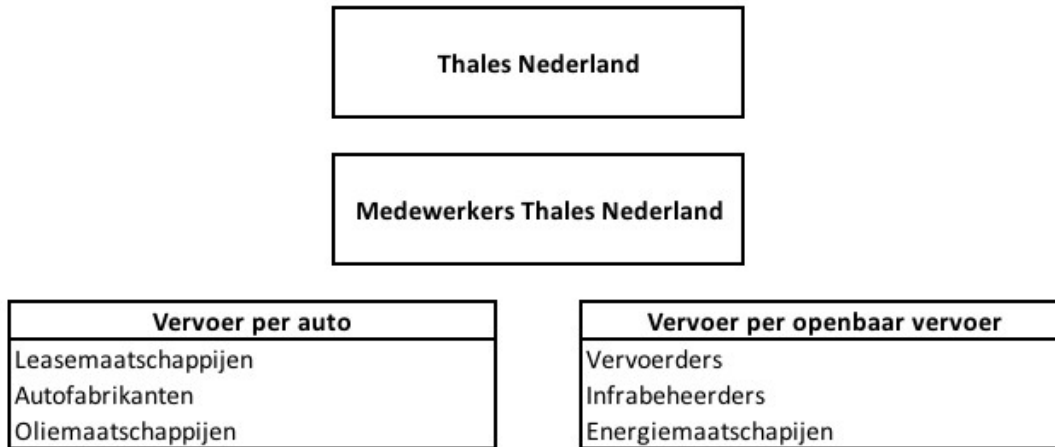 Thales Nederland
Medewerkers Thales Nederland
Vervoer per auto
Leasemaatschappijen
Autofabrikanten
Oliemaatschappijen
Vervoer per openbaar vervoer
Vervoerders
Infrabeheerders
Energiemaatschapijen